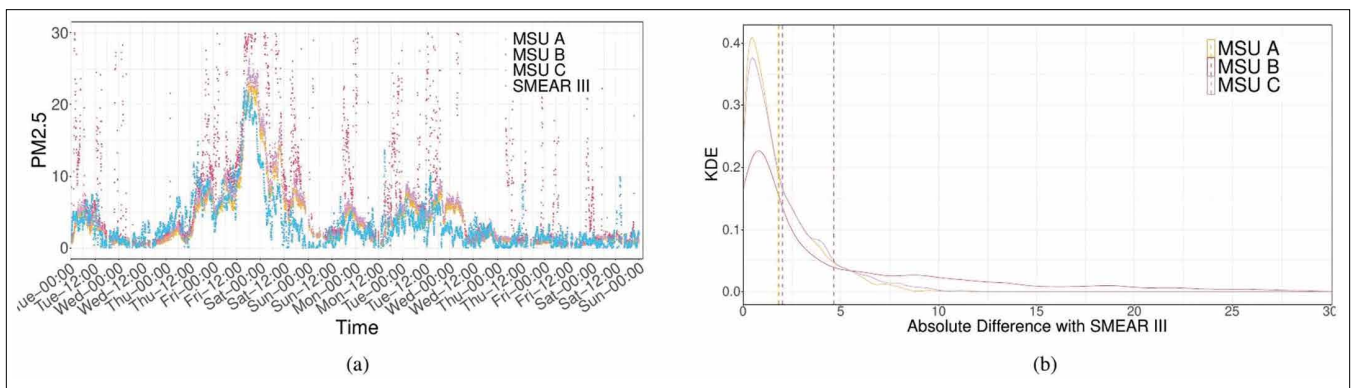 30
20
10
0
PM2.5
MSU A
MSU B
MSU C
SMEAR III
Tue-00:00
Tue-12:00
Wed-00:00
Wed-12:00
Thu-00:00
Thu-12:00
Fri-00:00
Fri-12:00
Sat-00:00
Sat-12:00
Sun-00:00
Sun-12:00
Mon-00:00
Mon-12:00
Tue-00:00
Tue-12:00
Wed-00:00
Wed-12:00
Thu-00:00
Thu-12:00
Fri-00:00
Fri-12:00
Sat-00:00
Sat-12:00
Sun-00:00
Time
(a)
0.4
0.3
0.2
0.1
0.0
KDE
MSU A
MSU B
MSU C
0 5 10 15 20 25 30
Absolute Difference with SMEAR III
(b)